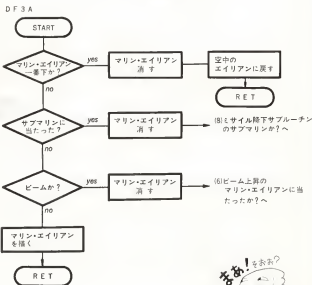 DF3A
START
マリン・エイリアン
一番下か?
yes
マリン・エイリアン
消す
空中の
エイリアンに戻す
RET
no
サブマリンに
当たった?
yes
マリン・エイリアン
消す
(8)ミサイル降下サブルーチン
のサブマリンか?へ
no
ビームか?
yes
マリン・エイリアン
消す
(6)ビーム上昇の
マリン・エイリアンに当
たったか?へ
no
マリン・エイリアン
を描く
RET
まあ!